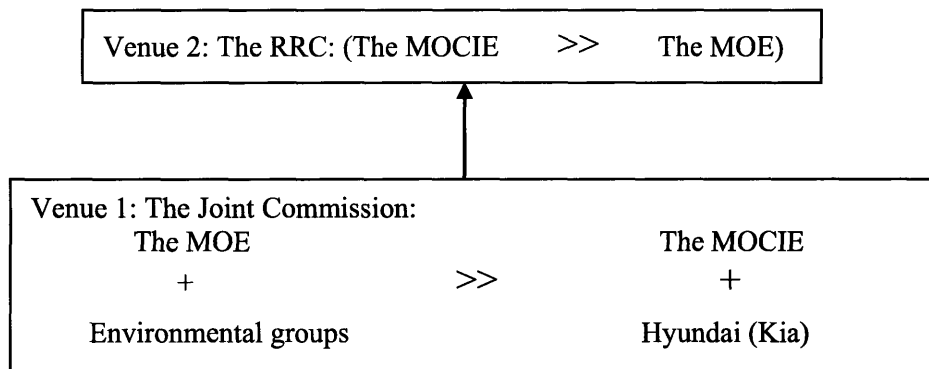 Venue 2: The RRC: (The MOCIE >> The MOE)
Venue 1: The Joint Commission:
The MOE The MOCIE
+ >> +
Environmental groups Hyundai (Kia)